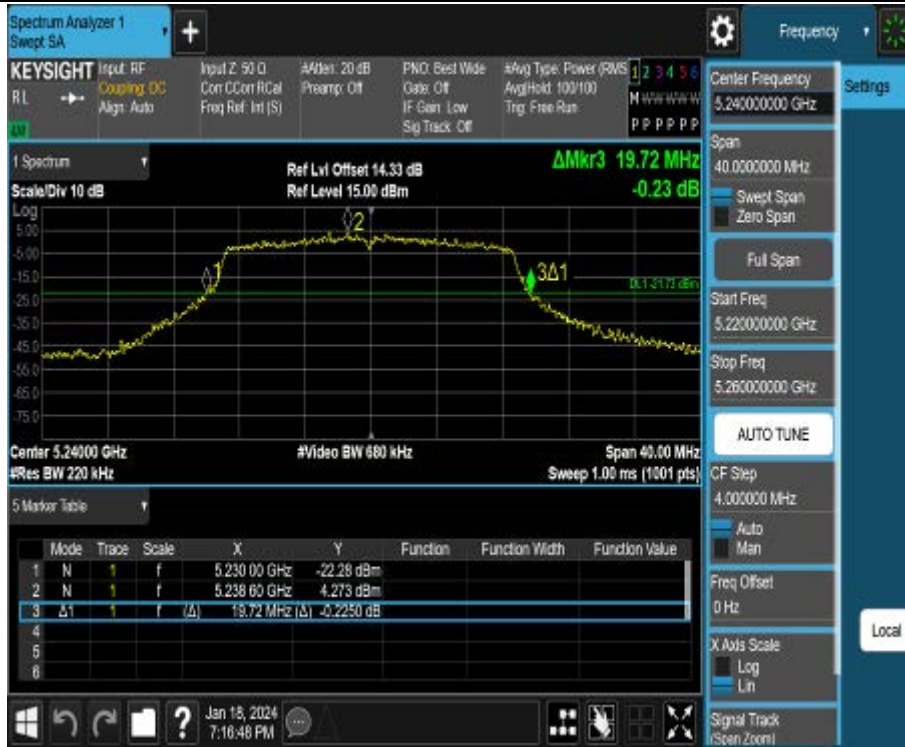 Spectrum Analyzer 1
Swept SA
+
Frequency
KEYSIGHT
RL
Input: RF
Coupling: DC
Align: Auto
Input Z: 50 Ω
Corr CCorr RCal
Freq Ref: Int (S)
#Atten: 20 dB
Preamp: Off
PNO: Best Wide
Gate: Off
IF Gain: Low
Sig Track: Off
#Avg Type: Power (RMS
Avg|Hold: 100/100
Trig: Free Run
1 2 3 4 5 6
M W W W W W
P P P P P P
1 Spectrum
Scale/Div 10 dB
Ref Lvl Offset 14.33 dB
Ref Level 15.00 dBm
ΔMkr3 19.72 MHz
-0.23 dB
Log
5.00
-5.00
-15.0
-25.0
-35.0
-45.0
-55.0
-65.0
-75.0
1
2
3Δ1
DL1 -21.73 dBm
Center 5.24000 GHz
#Video BW 680 kHz
Span 40.00 MHz
#Res BW 220 kHz
Sweep 1.00 ms (1001 pts)
5 Marker Table
Mode Trace Scale X Y Function Function Width Function Value
1 N 1 f 5.230 00 GHz -22.28 dBm
2 N 1 f 5.238 60 GHz 4.273 dBm
3 Δ1 1 f (Δ) 19.72 MHz (Δ) -0.2250 dB
4
5
6
Jan 18, 2024
7:16:48 PM
Center Frequency
5.240000000 GHz
Span
40.0000000 MHz
Swept Span
Zero Span
Full Span
Start Freq
5.220000000 GHz
Stop Freq
5.260000000 GHz
AUTO TUNE
CF Step
4.000000 MHz
Auto
Man
Freq Offset
0 Hz
X Axis Scale
Log
Lin
Signal Track
(Span Zoom)
Settings
Local